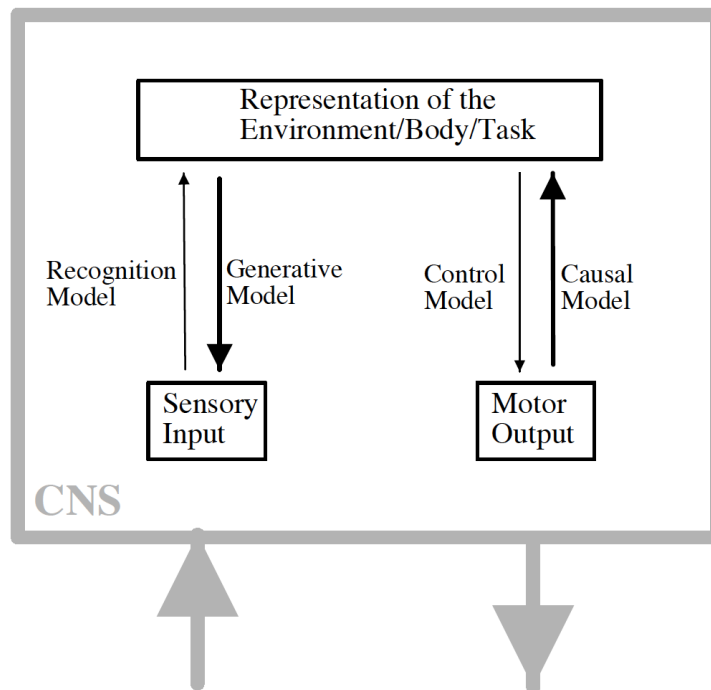 Representation of the
Environment/Body/Task
Recognition
Model
Generative
Model
Control
Model
Causal
Model
Sensory
Input
Motor
Output
CNS